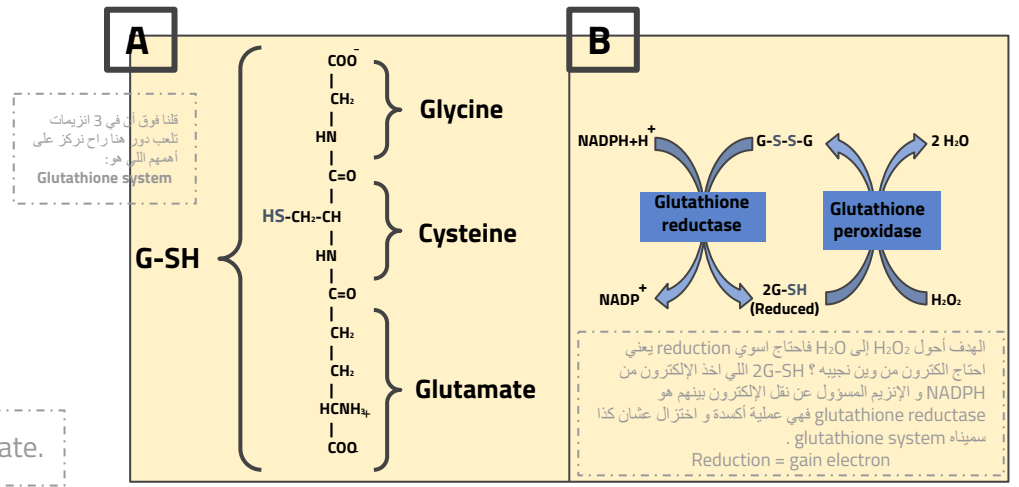 A
B
قلنا فوق أن في 3 انزيمات
تلعب دور هنا راح نركز على
أهمهم اللي هو:
Glutathione system
G-SH
COO-
CH₂
HN
C=O
HS-CH₂-CH
HN
C=O
CH₂
CH₂
HCNH₃+
COO-
Glycine
Cysteine
Glutamate
NADPH+H+
G-S-S-G
2 H₂O
Glutathione
reductase
Glutathione
peroxidase
NADP+
2G-SH
(Reduced)
H₂O₂
الهدف أحول H₂O₂ إلى H₂O فاحتاج اسوي reduction يعني
احتاج الكترون من وين نجيبه ؟ 2G-SH اللي اخذ الإلكترون من
NADPH و الإنزيم المسؤول عن نقل الإلكترون بينهم هو
glutathione reductase فهي عملية أكسدة و اختزال عشان كذا
سميناه glutathione system .
Reduction = gain electron
ate.